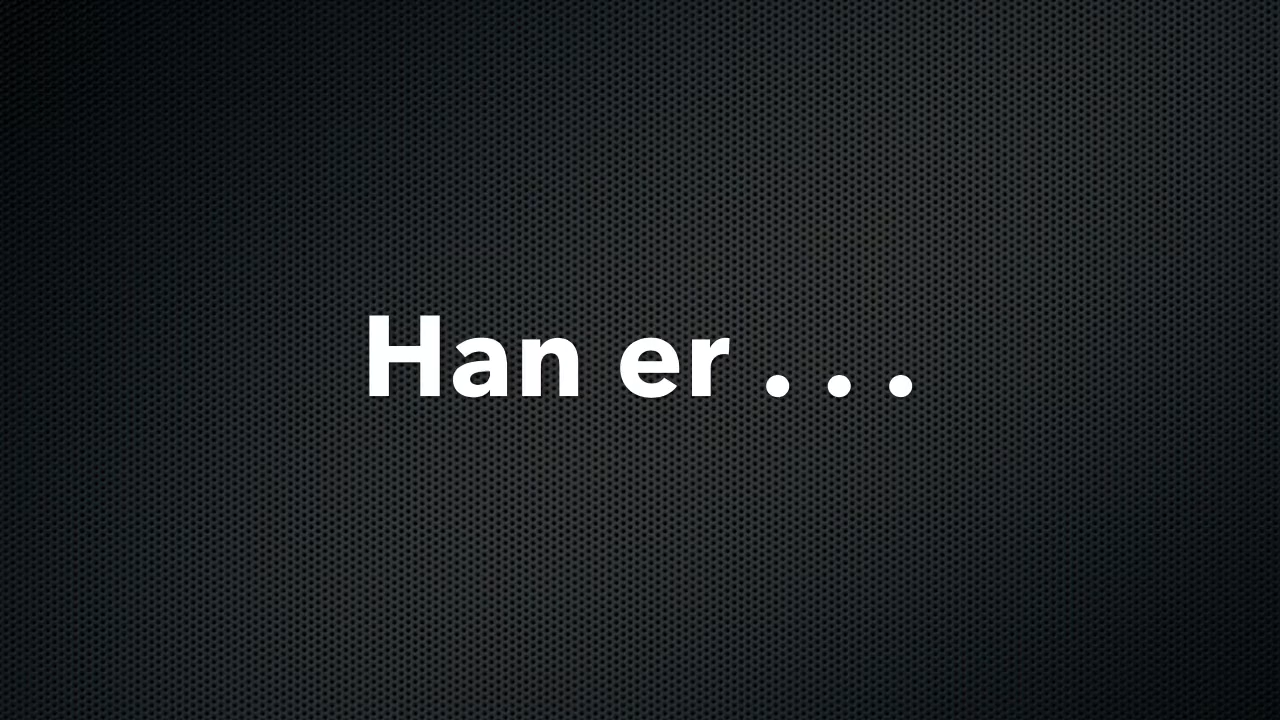 Han er . . .